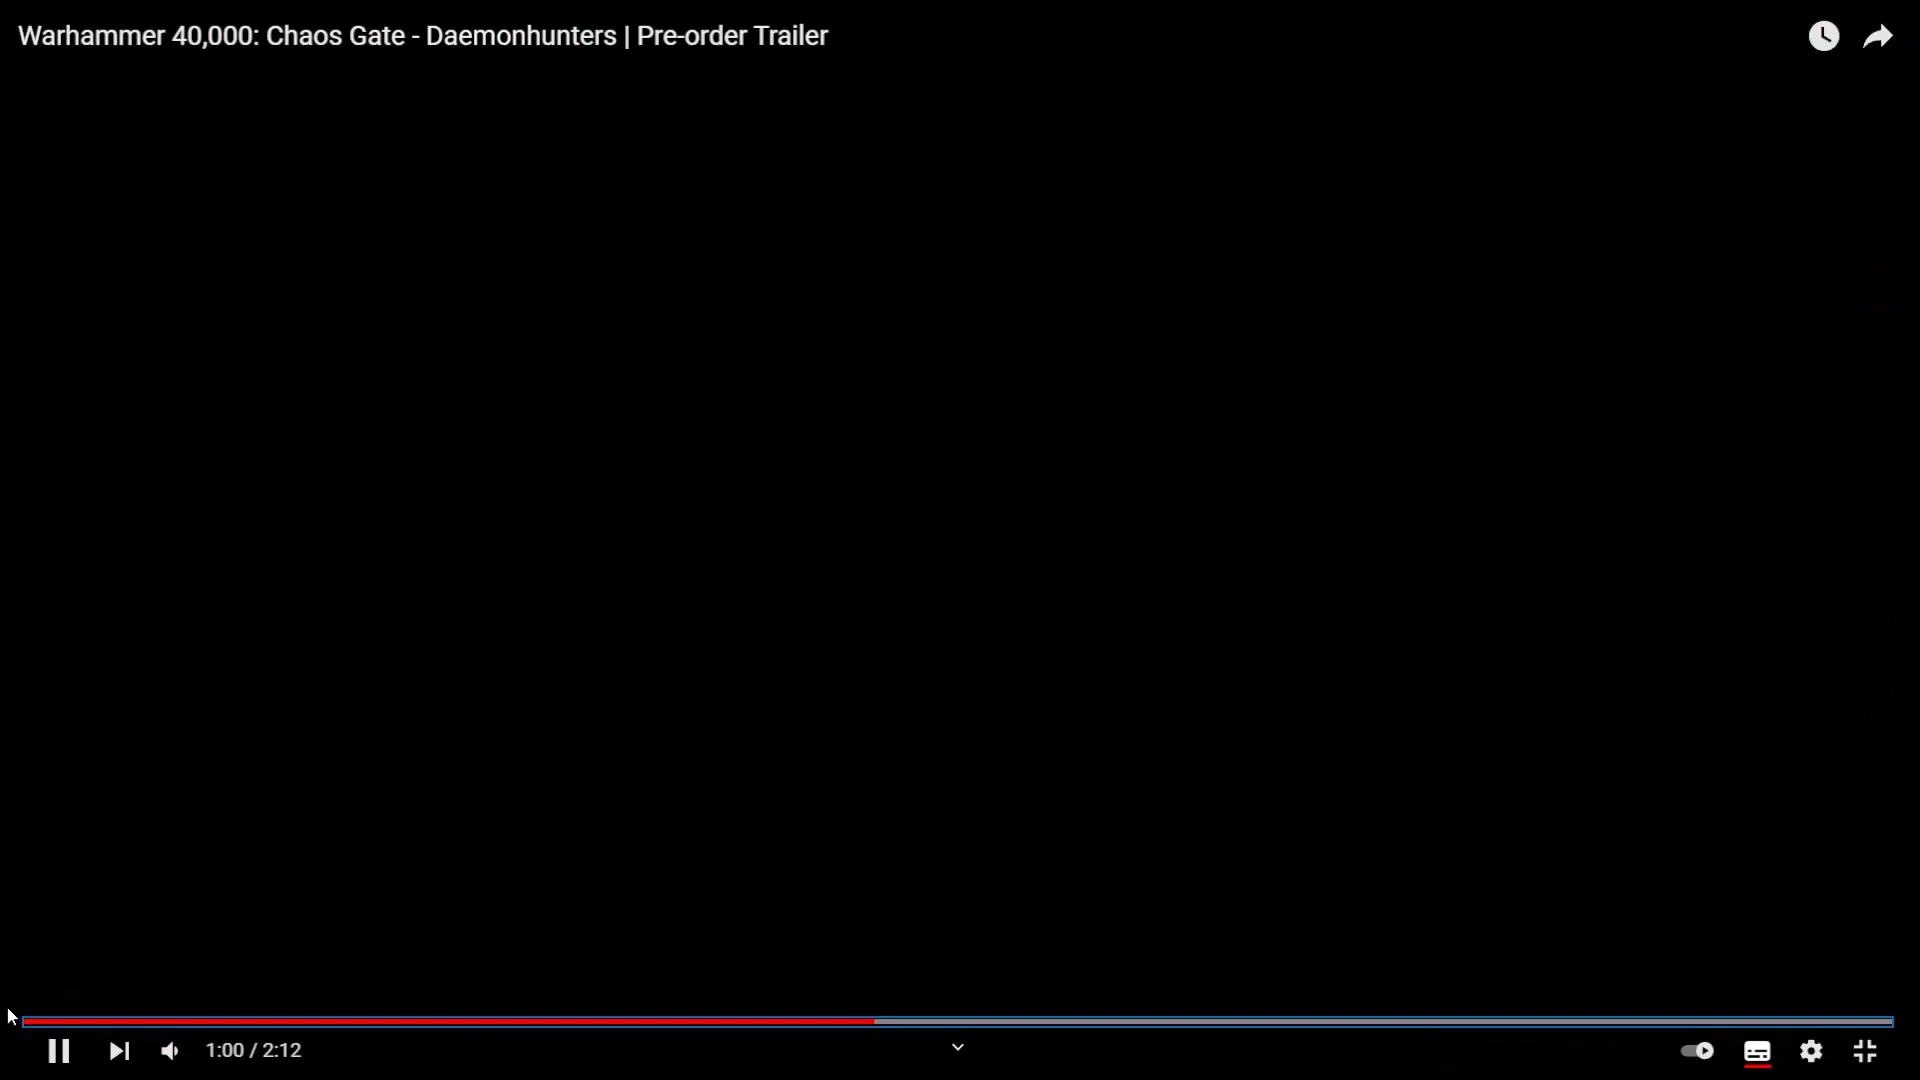 Warhammer 40,000: Chaos Gate - Daemonhunters | Pre-order Trailer
1:00 / 2:12